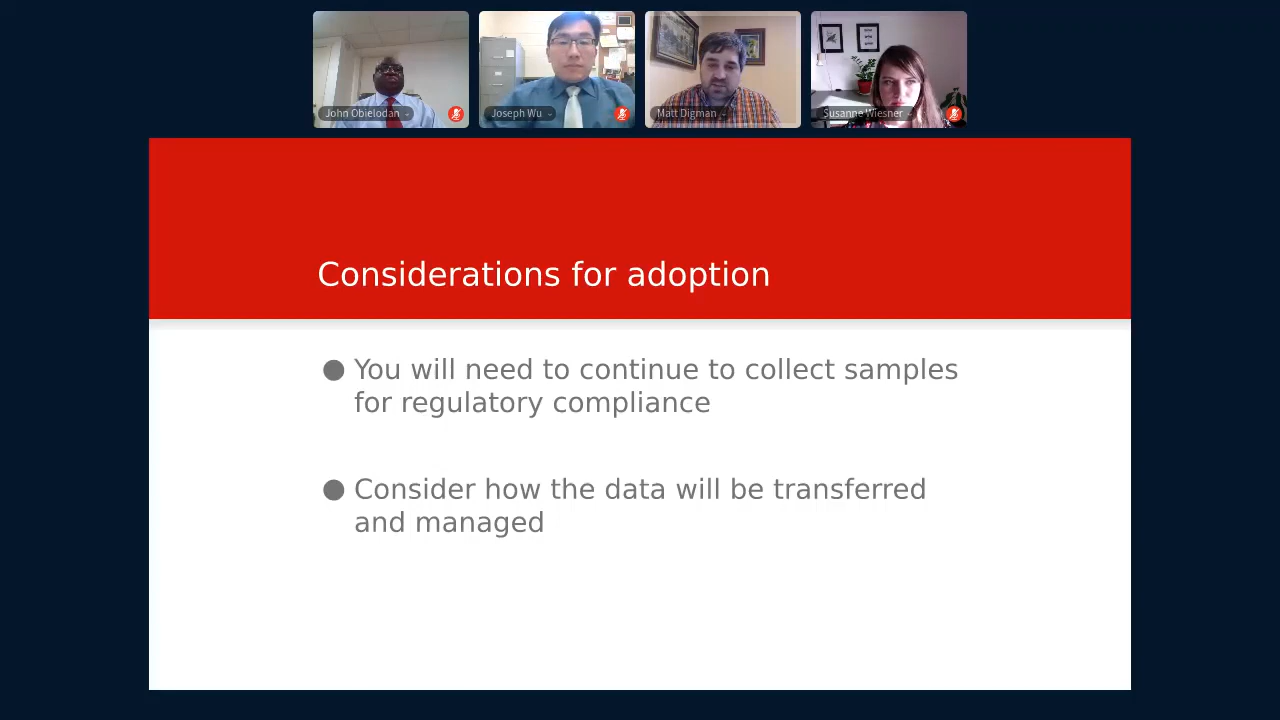 John Obielodan
Joseph Wu
Matt Digman
Susanne Wiesner
Considerations for adoption
● You will need to continue to collect samples
for regulatory compliance
● Consider how the data will be transferred
and managed